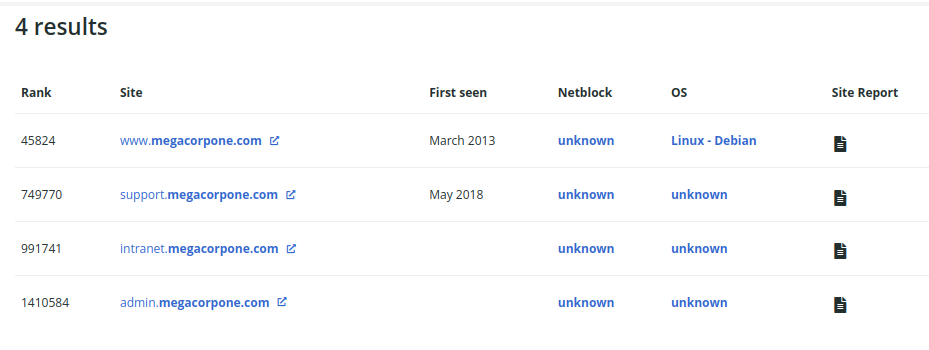 4 results
Rank Site First seen Netblock OS Site Report
45824 www.megacorpone.com March 2013 unknown Linux - Debian
749770 support.megacorpone.com May 2018 unknown unknown
991741 intranet.megacorpone.com unknown unknown
1410584 admin.megacorpone.com unknown unknown